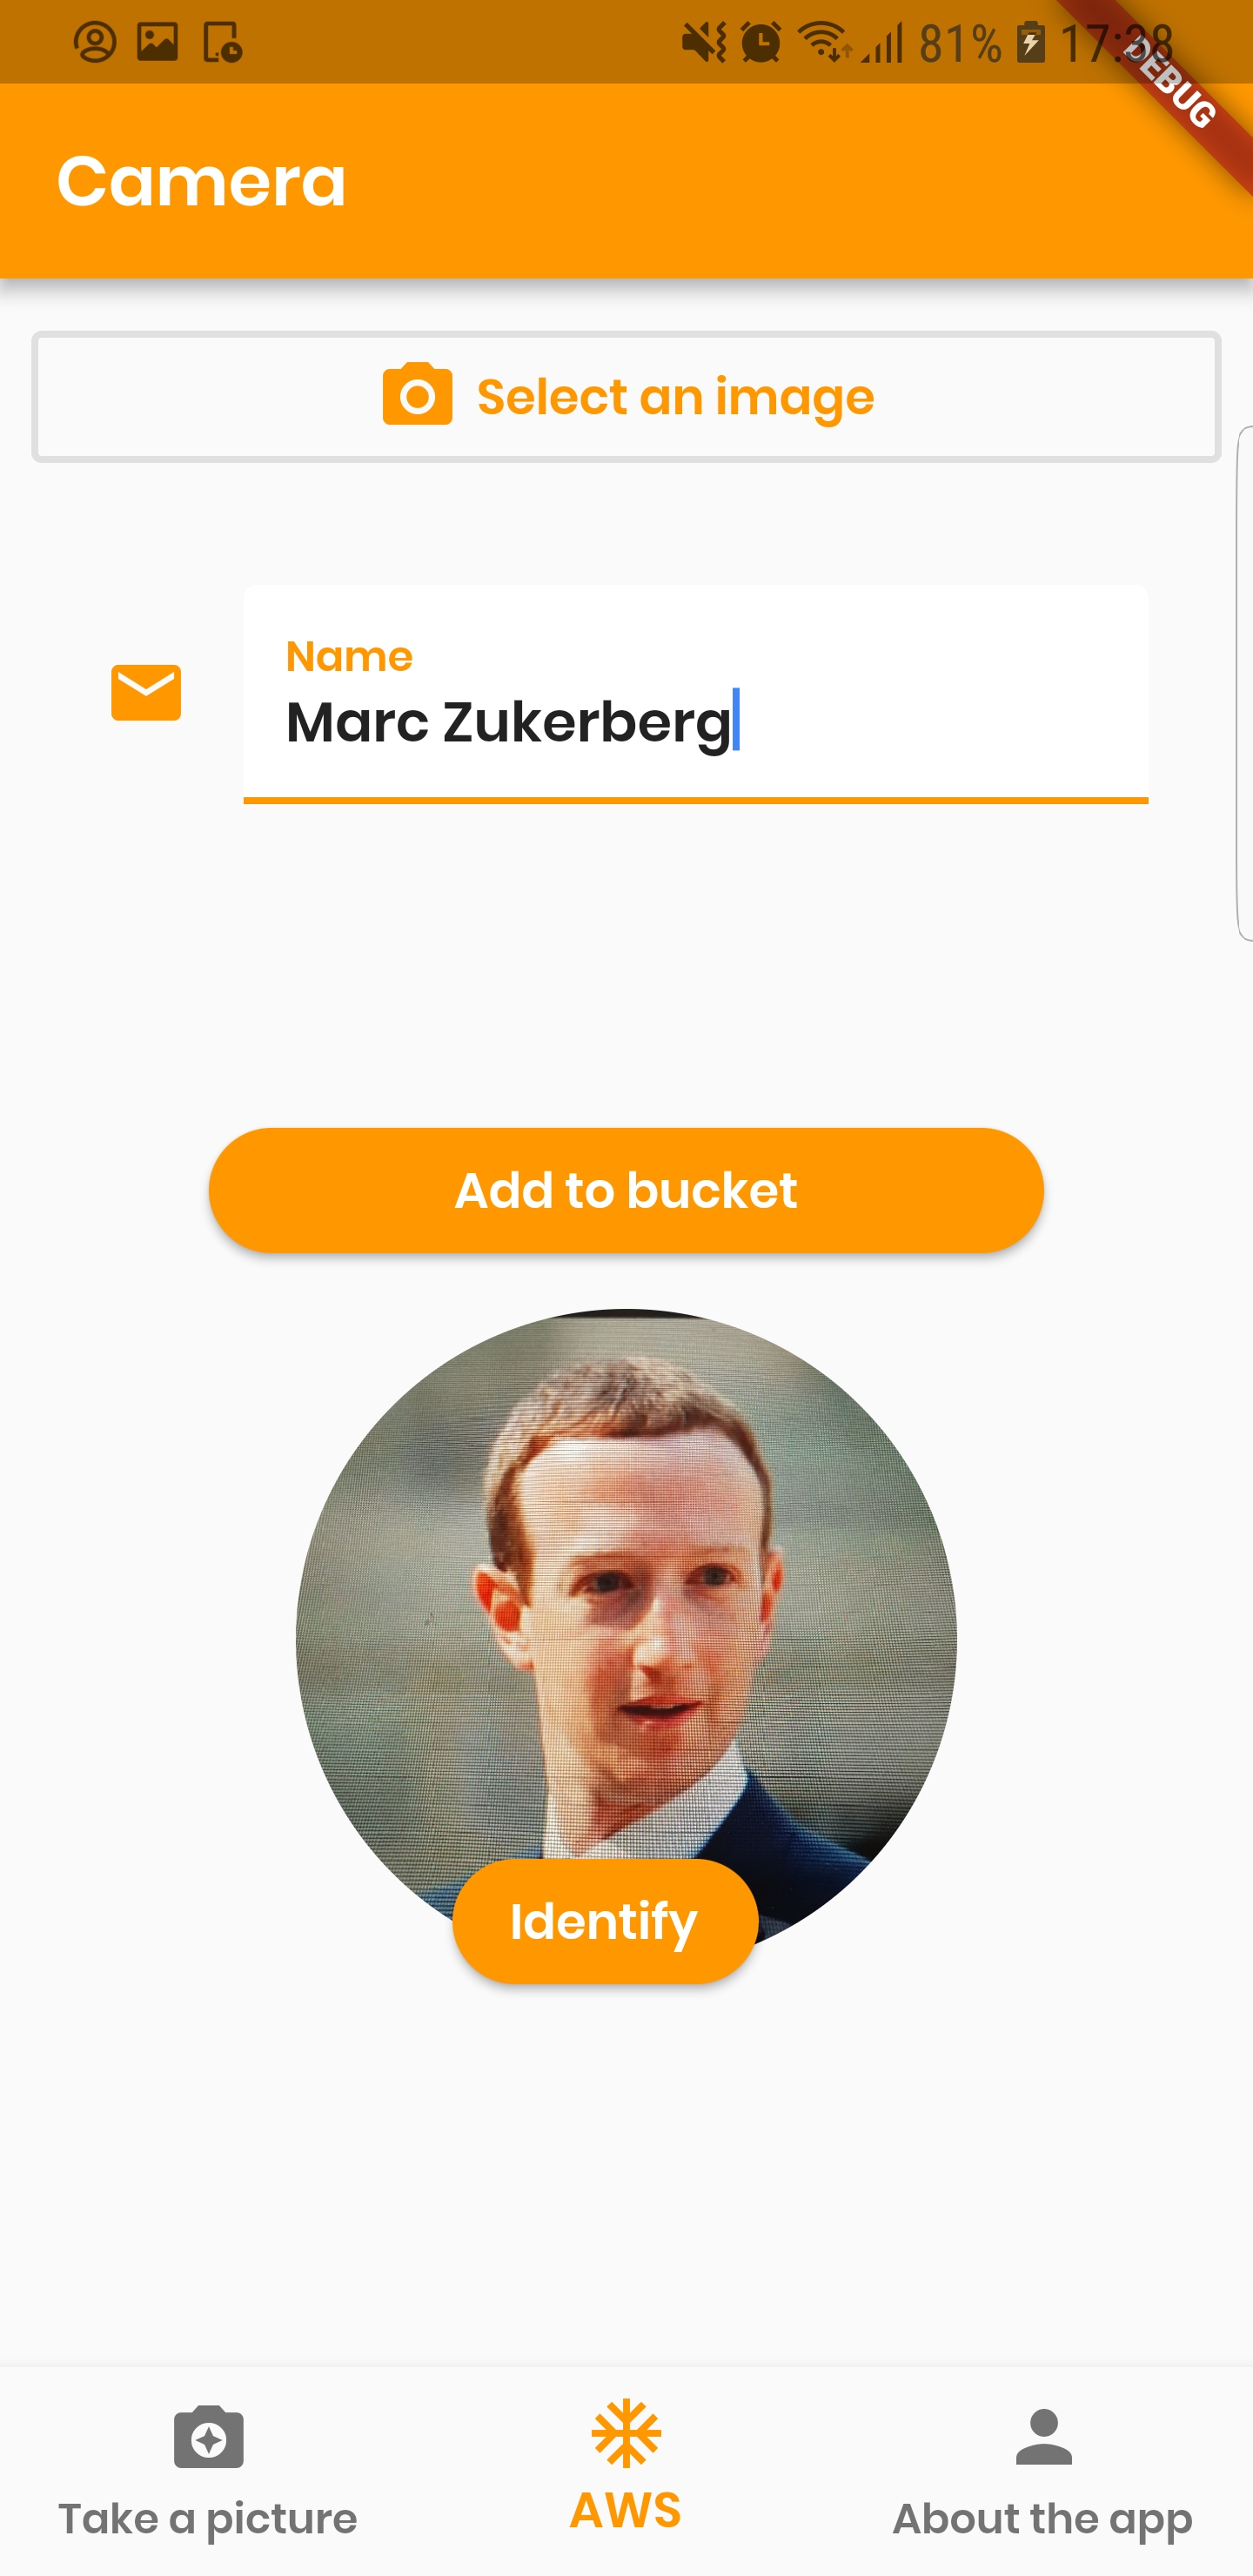 81% 17:38
DEBUG
Camera
Select an image
Name
Marc Zukerberg
Add to bucket
Identify
Take a picture
AWS
About the app